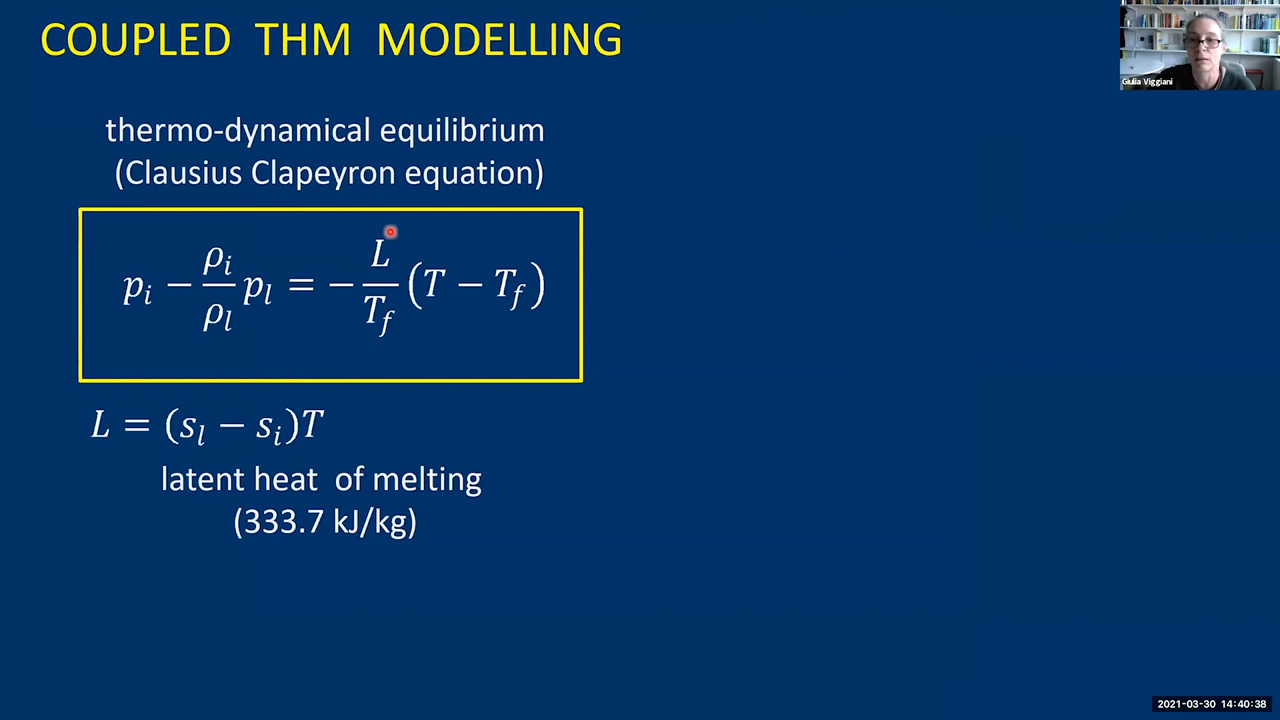 COUPLED THM MODELLING
Giulia Viggiani
thermo-dynamical equilibrium
(Clausius Clapeyron equation)
p_i − ρ_i/ρ_l p_l = − L/T_f (T − T_f)
L = (s_l − s_i)T
latent heat of melting
(333.7 kJ/kg)
2021-03-30 14:40:38